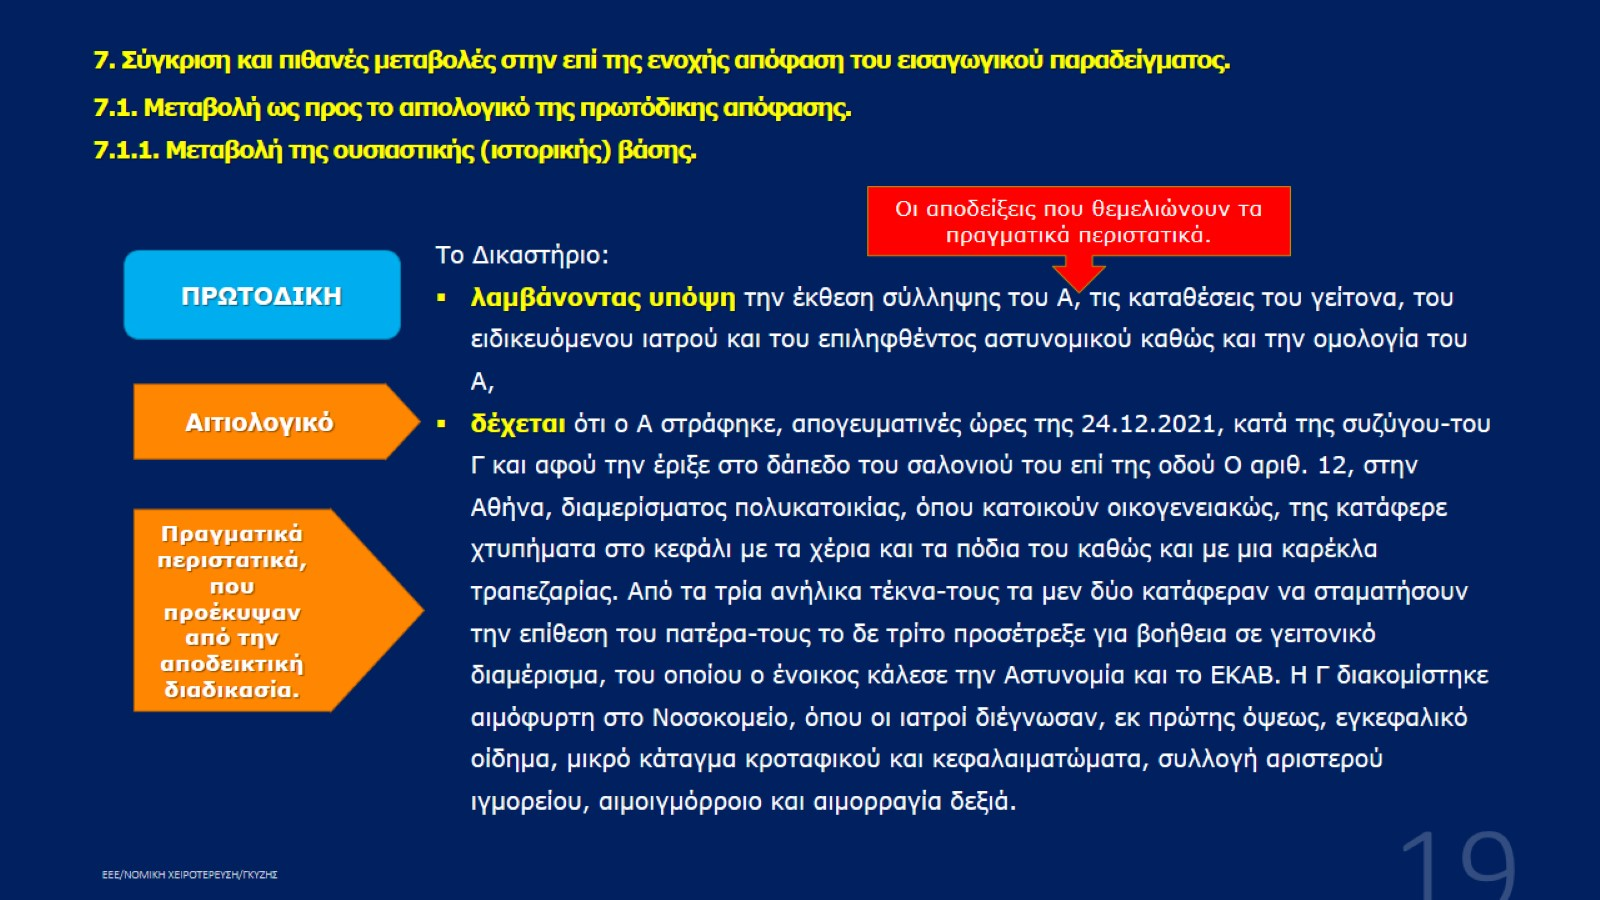 7. Σύγκριση και πιθανές μεταβολές στην επί της ενοχής απόφαση του εισαγωγικού παραδείγματος.
7.1. Μεταβολή ως προς το αιτιολογικό της πρωτόδικης απόφασης.
7.1.1. Μεταβολή της ουσιαστικής (ιστορικής) βάσης.
Οι αποδείξεις που θεμελιώνουν τα
πραγματικά περιστατικά.
ΠΡΩΤΟΔΙΚΗ
Αιτιολογικό
Πραγματικά
περιστατικά,
που
προέκυψαν
από την
αποδεικτική
διαδικασία.
Το Δικαστήριο:
▪ λαμβάνοντας υπόψη την έκθεση σύλληψης του Α, τις καταθέσεις του γείτονα, του
ειδικευόμενου ιατρού και του επιληφθέντος αστυνομικού καθώς και την ομολογία του
Α,
▪ δέχεται ότι ο Α στράφηκε, απογευματινές ώρες της 24.12.2021, κατά της συζύγου-του
Γ και αφού την έριξε στο δάπεδο του σαλονιού του επί της οδού Ο αριθ. 12, στην
Αθήνα, διαμερίσματος πολυκατοικίας, όπου κατοικούν οικογενειακώς, της κατάφερε
χτυπήματα στο κεφάλι με τα χέρια και τα πόδια του καθώς και με μια καρέκλα
τραπεζαρίας. Από τα τρία ανήλικα τέκνα-τους τα μεν δύο κατάφεραν να σταματήσουν
την επίθεση του πατέρα-τους το δε τρίτο προσέτρεξε για βοήθεια σε γειτονικό
διαμέρισμα, του οποίου ο ένοικος κάλεσε την Αστυνομία και το ΕΚΑΒ. Η Γ διακομίστηκε
αιμόφυρτη στο Νοσοκομείο, όπου οι ιατροί διέγνωσαν, εκ πρώτης όψεως, εγκεφαλικό
οίδημα, μικρό κάταγμα κροταφικού και κεφαλαιματώματα, συλλογή αριστερού
ιγμορείου, αιμοιγμόρροιο και αιμορραγία δεξιά.
ΕΕΕ/ΝΟΜΙΚΗ ΧΕΙΡΟΤΕΡΕΥΣΗ/ΓΚΥΖΗΣ
19